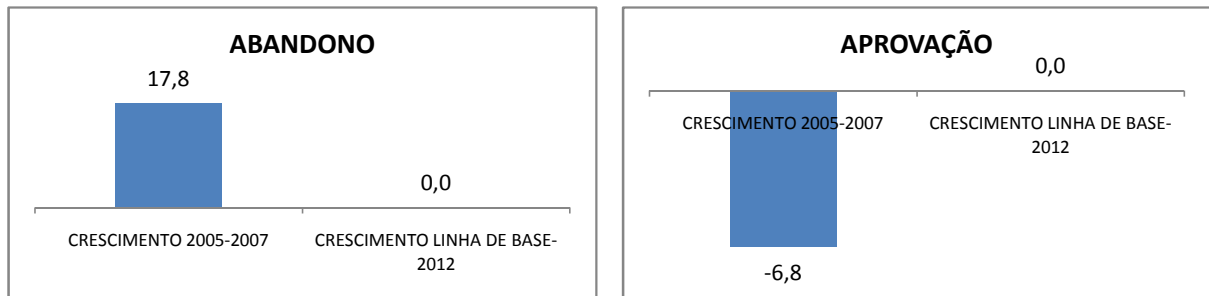 ABANDONO
17,8
0,0
CRESCIMENTO 2005-2007
CRESCIMENTO LINHA DE BASE-
2012
APROVAÇÃO
0,0
CRESCIMENTO 2005-2007
CRESCIMENTO LINHA DE BASE-
2012
-6,8